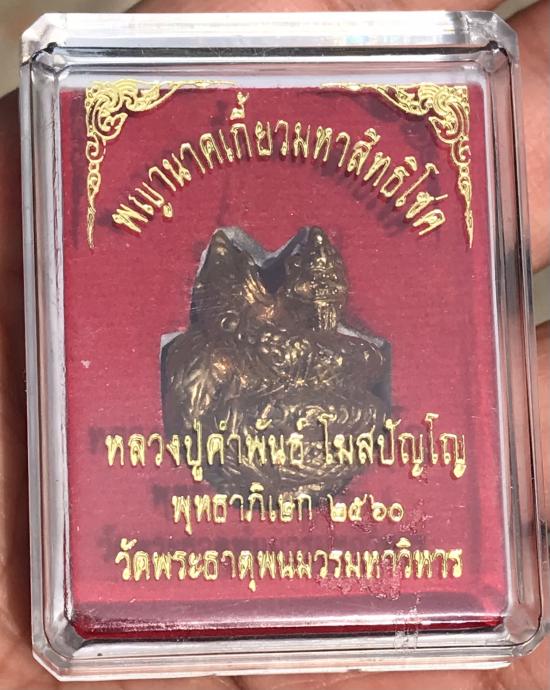 พญานาคเกี้ยวมหาสิทธิโชค
หลวงปู่คำพันธ์ โฆสปัญโญ
พุทธาภิเษก ๒๕๖๐
วัดพระธาตุพนมวรมหาวิหาร